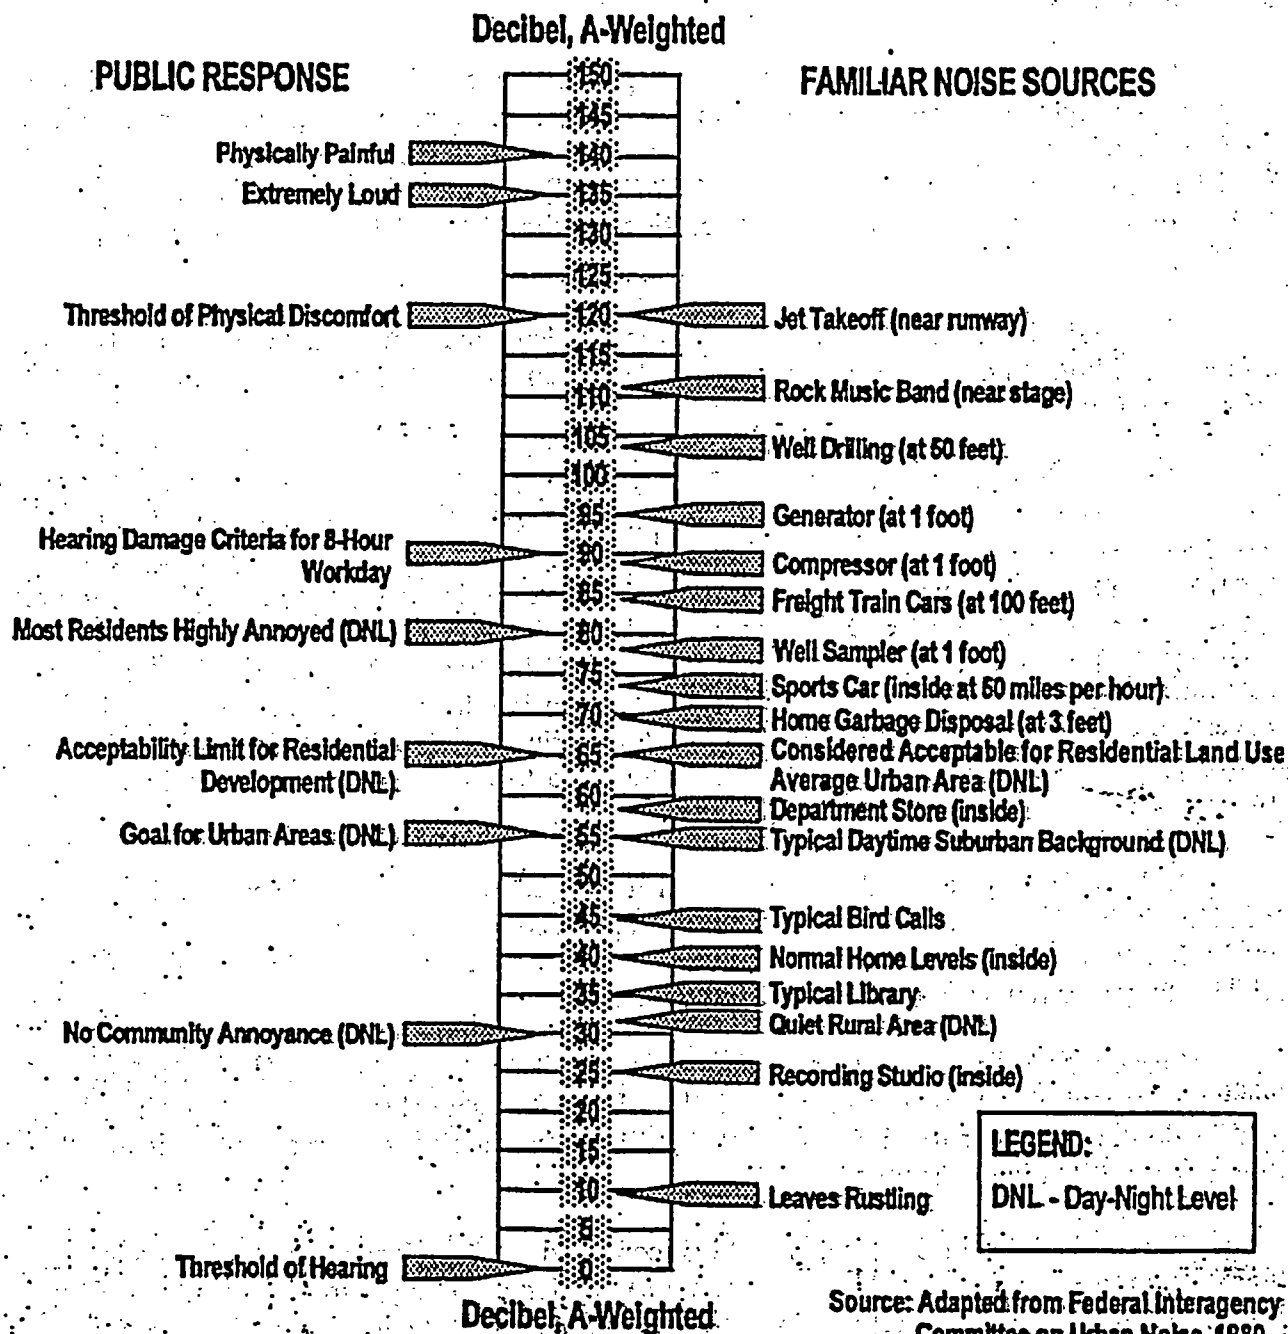 Decibel, A-Weighted
PUBLIC RESPONSE
FAMILIAR NOISE SOURCES
150
145
Physically Painful
140
Extremely Loud
135
130
125
Threshold of Physical Discomfort
120
Jet Takeoff (near runway)
115
110
Rock Music Band (near stage)
105
Well Drilling (at 50 feet)
100
95
Generator (at 1 foot)
Hearing Damage Criteria for 8-Hour
Workday
90
Compressor (at 1 foot)
85
Freight Train Cars (at 100 feet)
Most Residents Highly Annoyed (DNL)
80
Well Sampler (at 1 foot)
75
Sports Car (inside at 50 miles per hour)
70
Home Garbage Disposal (at 3 feet)
Acceptability Limit for Residential
Development (DNL)
65
Considered Acceptable for Residential Land Use
Average Urban Area (DNL)
60
Department Store (inside)
Goal for Urban Areas (DNL)
55
Typical Daytime Suburban Background (DNL)
50
45
Typical Bird Calls
40
Normal Home Levels (inside)
35
Typical Library
Quiet Rural Area (DNL)
No Community Annoyance (DNL)
30
25
Recording Studio (inside)
20
15
10
Leaves Rustling
5
Threshold of Hearing
0
Decibel, A-Weighted
LEGEND:
DNL - Day-Night Level
Source: Adapted from Federal Interagency
Committee on Urban Noise, 1980